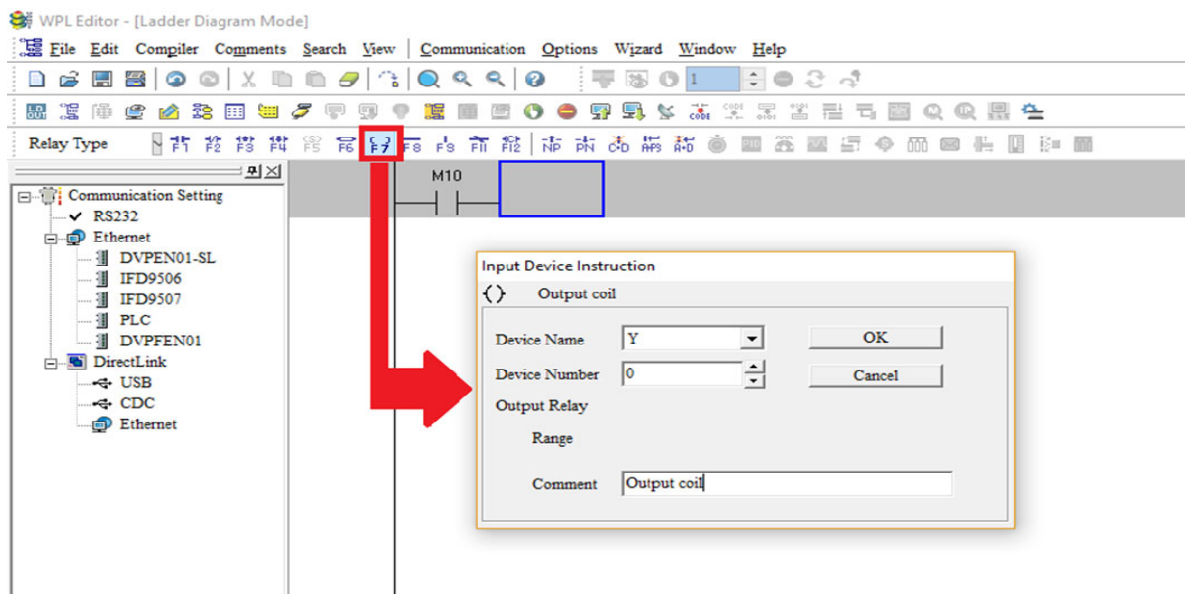 WPL Editor - [Ladder Diagram Mode]
File Edit Compiler Comments Search View Communication Options Wizard Window Help
1
Relay Type F1 F2 F3 F4 F5 F6 F7 F8 F9 F11 F12 NP PN
M10
Communication Setting
RS232
Ethernet
DVPEN01-SL
IFD9506
IFD9507
PLC
DVPFEN01
DirectLink
USB
CDC
Ethernet
Input Device Instruction
Output coil
Device Name Y OK
Device Number 0 Cancel
Output Relay
Range
Comment Output coil